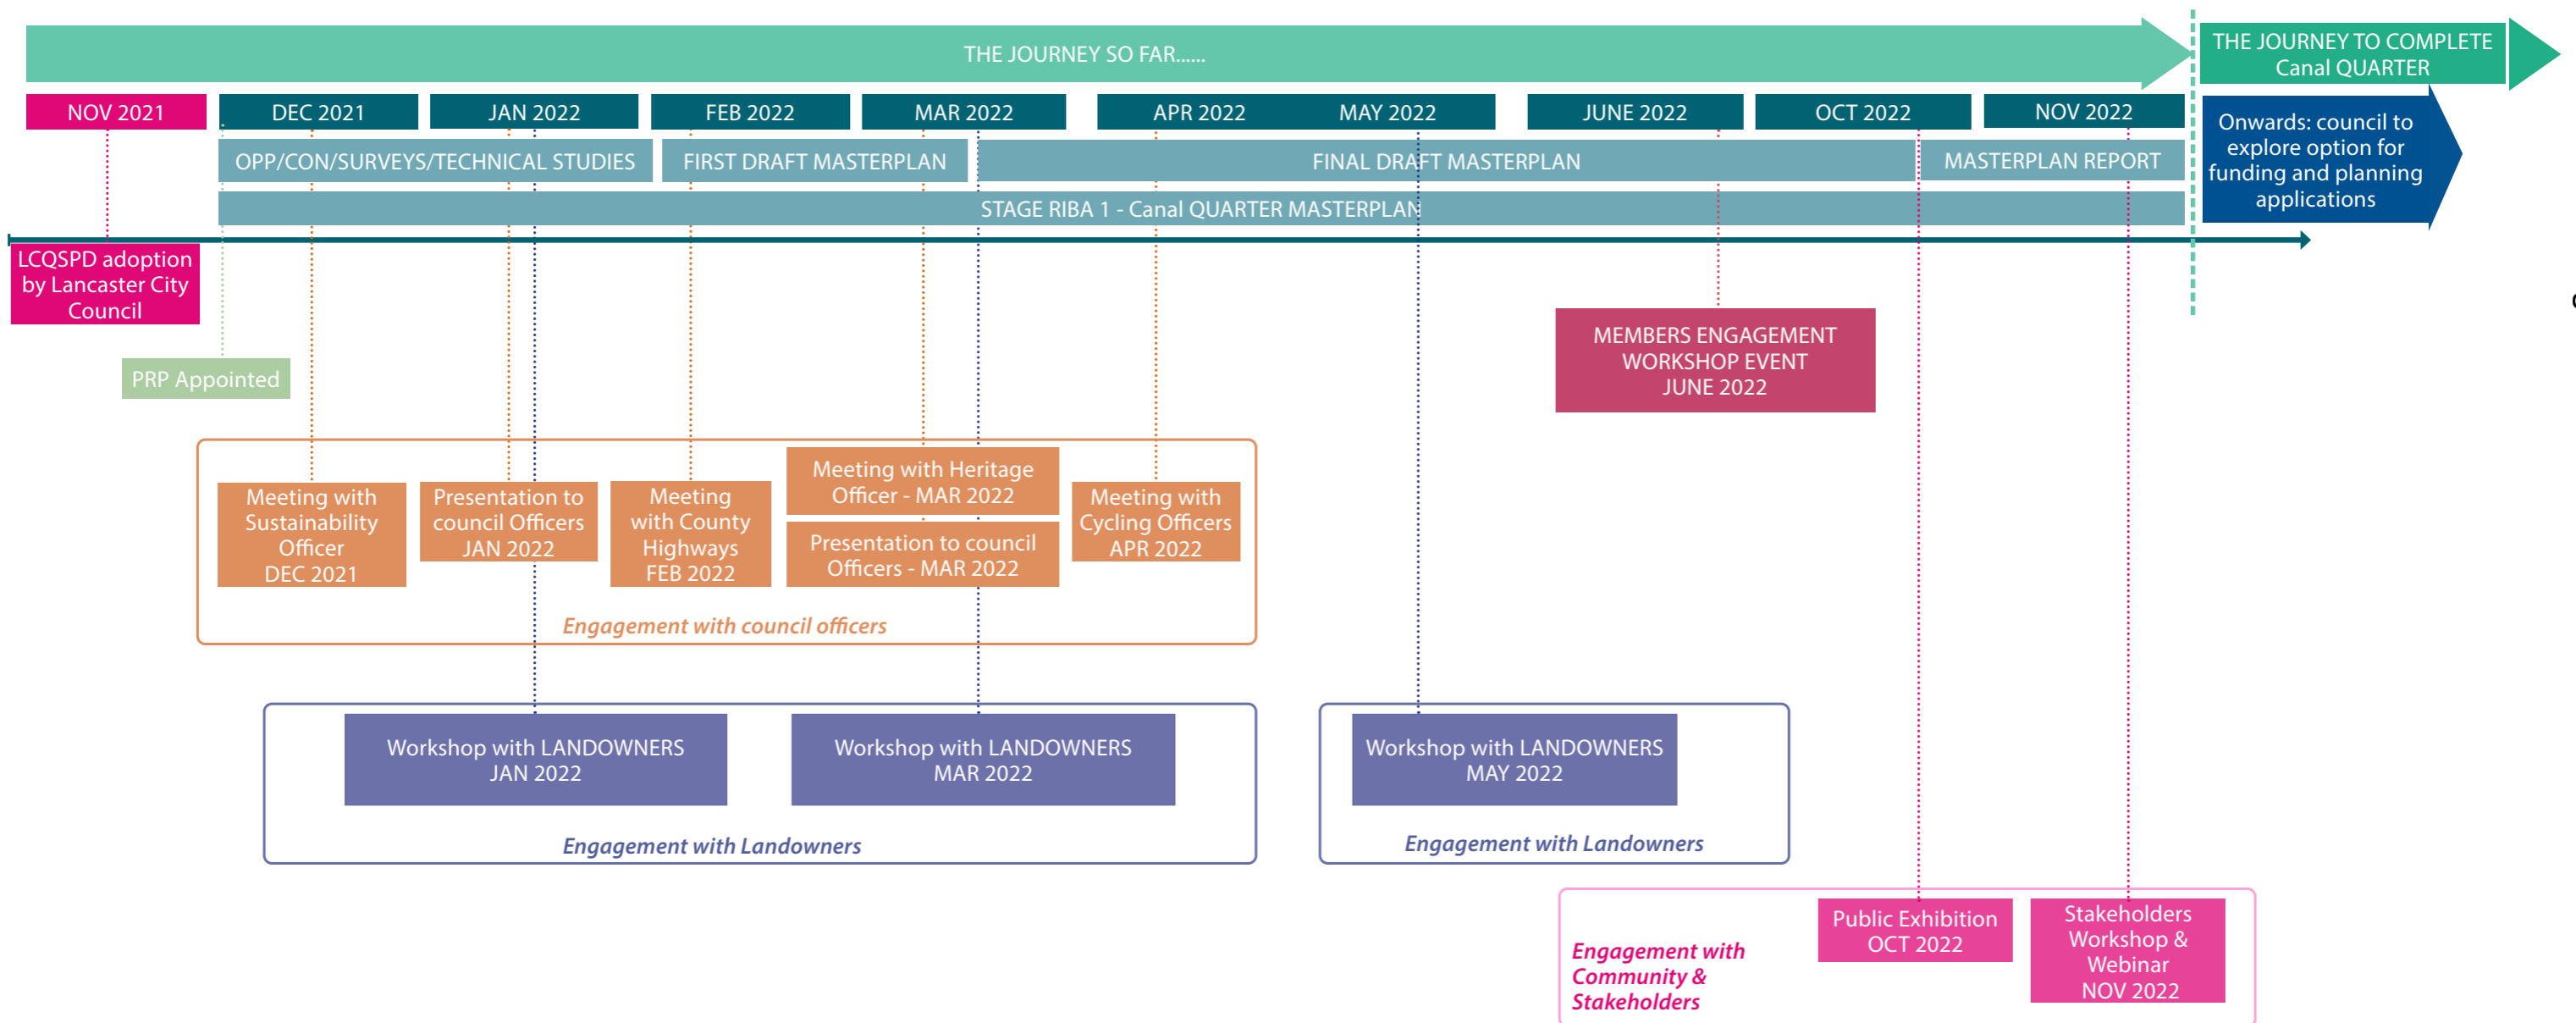 THE JOURNEY SO FAR......
THE JOURNEY TO COMPLETE
Canal QUARTER
NOV 2021
DEC 2021
JAN 2022
FEB 2022
MAR 2022
APR 2022
MAY 2022
JUNE 2022
OCT 2022
NOV 2022
Onwards: council to
explore option for
funding and planning
applications
OPP/CON/SURVEYS/TECHNICAL STUDIES
FIRST DRAFT MASTERPLAN
FINAL DRAFT MASTERPLAN
MASTERPLAN REPORT
STAGE RIBA 1 - Canal QUARTER MASTERPLAN
LCQSPD adoption
by Lancaster City
Council
PRP Appointed
MEMBERS ENGAGEMENT
WORKSHOP EVENT
JUNE 2022
Meeting with
Sustainability
Officer
DEC 2021
Presentation to
council Officers
JAN 2022
Meeting
with County
Highways
FEB 2022
Meeting with Heritage
Officer - MAR 2022
Presentation to council
Officers - MAR 2022
Meeting with
Cycling Officers
APR 2022
Engagement with council officers
Workshop with LANDOWNERS
JAN 2022
Workshop with LANDOWNERS
MAR 2022
Engagement with Landowners
Workshop with LANDOWNERS
MAY 2022
Engagement with Landowners
Engagement with
Community &
Stakeholders
Public Exhibition
OCT 2022
Stakeholders
Workshop &
Webinar
NOV 2022